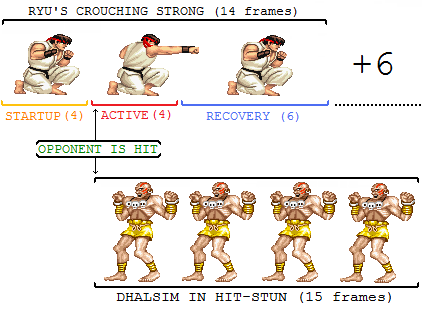 RYU'S CROUCHING STRONG (14 frames)
+6
STARTUP(4) ACTIVE(4) RECOVERY (6)
OPPONENT IS HIT
DHALSIM IN HIT-STUN (15 frames)